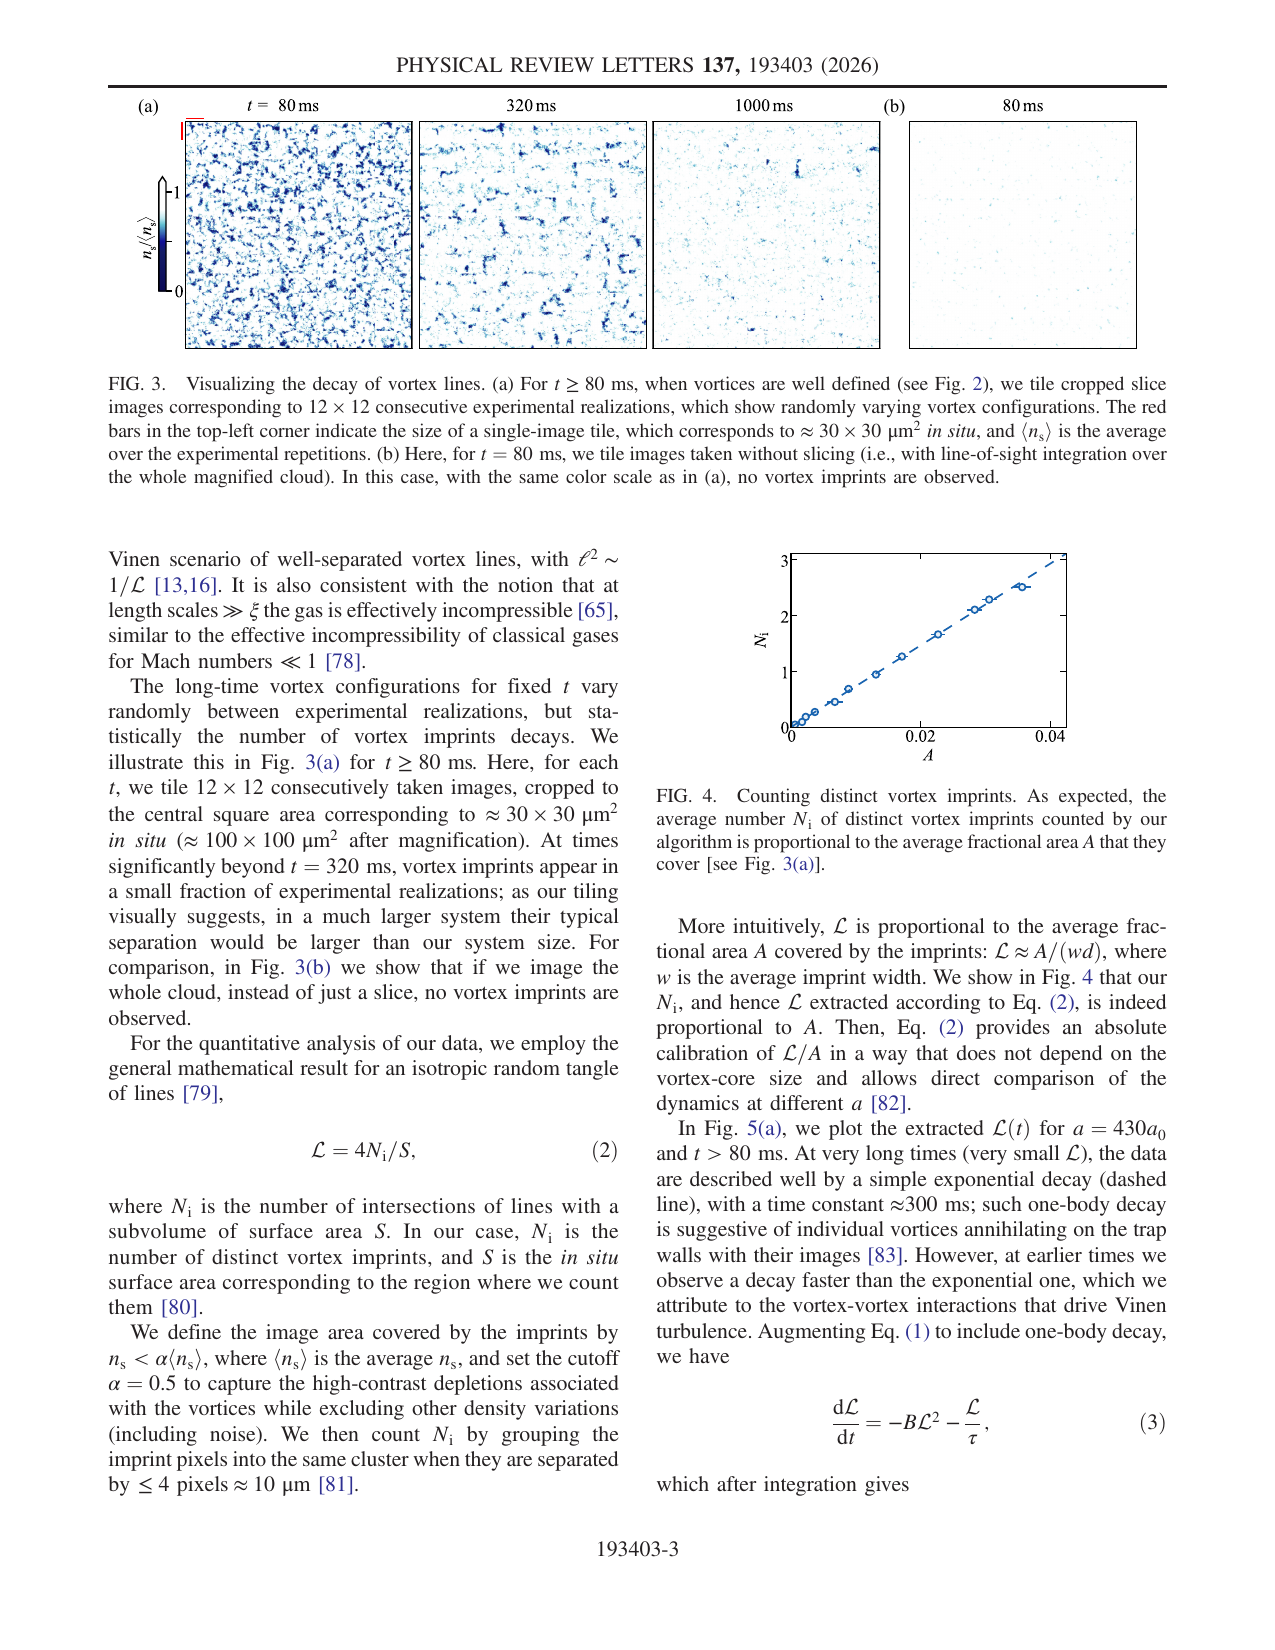 PHYSICAL REVIEW LETTERS 137, 193403 (2026)
(a) t = 80 ms 320 ms 1000 ms (b) 80 ms
1
n_s/⟨n_s⟩
0
FIG. 3. Visualizing the decay of vortex lines. (a) For t ≥ 80 ms, when vortices are well defined (see Fig. 2), we tile cropped slice
images corresponding to 12 × 12 consecutive experimental realizations, which show randomly varying vortex configurations. The red
bars in the top-left corner indicate the size of a single-image tile, which corresponds to ≈ 30 × 30 μm² in situ, and ⟨n_s⟩ is the average
over the experimental repetitions. (b) Here, for t = 80 ms, we tile images taken without slicing (i.e., with line-of-sight integration over
the whole magnified cloud). In this case, with the same color scale as in (a), no vortex imprints are observed.
Vinen scenario of well-separated vortex lines, with ℓ² ∼
1/ℒ [13,16]. It is also consistent with the notion that at
length scales ≫ ξ the gas is effectively incompressible [65],
similar to the effective incompressibility of classical gases
for Mach numbers ≪ 1 [78].
The long-time vortex configurations for fixed t vary
randomly between experimental realizations, but sta-
tistically the number of vortex imprints decays. We
illustrate this in Fig. 3(a) for t ≥ 80 ms. Here, for each
t, we tile 12 × 12 consecutively taken images, cropped to
the central square area corresponding to ≈ 30 × 30 μm²
in situ (≈ 100 × 100 μm² after magnification). At times
significantly beyond t = 320 ms, vortex imprints appear in
a small fraction of experimental realizations; as our tiling
visually suggests, in a much larger system their typical
separation would be larger than our system size. For
comparison, in Fig. 3(b) we show that if we image the
whole cloud, instead of just a slice, no vortex imprints are
observed.
For the quantitative analysis of our data, we employ the
general mathematical result for an isotropic random tangle
of lines [79],
ℒ = 4N_i/S, (2)
where N_i is the number of intersections of lines with a
subvolume of surface area S. In our case, N_i is the
number of distinct vortex imprints, and S is the in situ
surface area corresponding to the region where we count
them [80].
We define the image area covered by the imprints by
n_s < α⟨n_s⟩, where ⟨n_s⟩ is the average n_s, and set the cutoff
α = 0.5 to capture the high-contrast depletions associated
with the vortices while excluding other density variations
(including noise). We then count N_i by grouping the
imprint pixels into the same cluster when they are separated
by ≤ 4 pixels ≈ 10 μm [81].
3
2
1
0
N_i
0 0.02 0.04
A
FIG. 4. Counting distinct vortex imprints. As expected, the
average number N_i of distinct vortex imprints counted by our
algorithm is proportional to the average fractional area A that they
cover [see Fig. 3(a)].
More intuitively, ℒ is proportional to the average frac-
tional area A covered by the imprints: ℒ ≈ A/(wd), where
w is the average imprint width. We show in Fig. 4 that our
N_i, and hence ℒ extracted according to Eq. (2), is indeed
proportional to A. Then, Eq. (2) provides an absolute
calibration of ℒ/A in a way that does not depend on the
vortex-core size and allows direct comparison of the
dynamics at different a [82].
In Fig. 5(a), we plot the extracted ℒ(t) for a = 430a₀
and t > 80 ms. At very long times (very small ℒ), the data
are described well by a simple exponential decay (dashed
line), with a time constant ≈300 ms; such one-body decay
is suggestive of individual vortices annihilating on the trap
walls with their images [83]. However, at earlier times we
observe a decay faster than the exponential one, which we
attribute to the vortex-vortex interactions that drive Vinen
turbulence. Augmenting Eq. (1) to include one-body decay,
we have
dℒ/dt = −Bℒ² − ℒ/τ, (3)
which after integration gives
193403-3